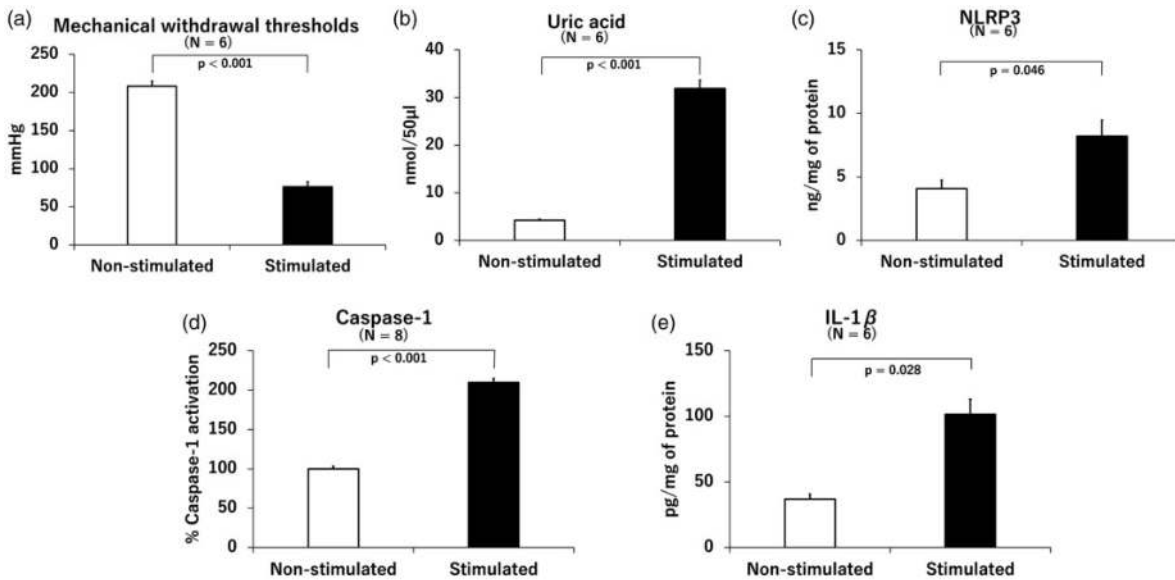 (a)
Mechanical withdrawal thresholds
(N = 6)
p < 0.001
250
200
150
100
50
0
mmHg
Non-stimulated
Stimulated
(b)
Uric acid
(N = 6)
p < 0.001
40
30
20
10
0
nmol/50μl
Non-stimulated
Stimulated
(c)
NLRP3
(N = 6)
p = 0.046
15
10
5
0
ng/mg of protein
Non-stimulated
Stimulated
(d)
Caspase-1
(N = 8)
p < 0.001
250
200
150
100
50
0
% Caspase-1 activation
Non-stimulated
Stimulated
(e)
IL-1β
(N = 6)
p = 0.028
150
100
50
0
pg/mg of protein
Non-stimulated
Stimulated